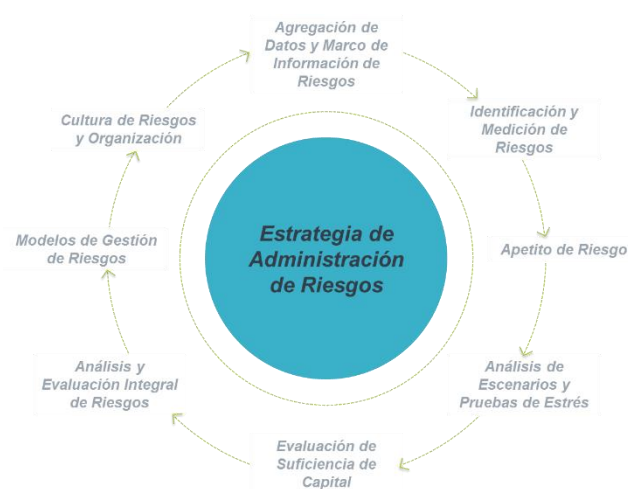 Agregación de
Datos y Marco de
Información de
Riesgos
Identificación y
Medición de
Riesgos
Apetito de Riesgo
Análisis de
Escenarios y
Pruebas de Estrés
Evaluación de
Suficiencia de
Capital
Análisis y
Evaluación Integral
de Riesgos
Modelos de Gestión
de Riesgos
Cultura de Riesgos
y Organización
Estrategia de
Administración
de Riesgos